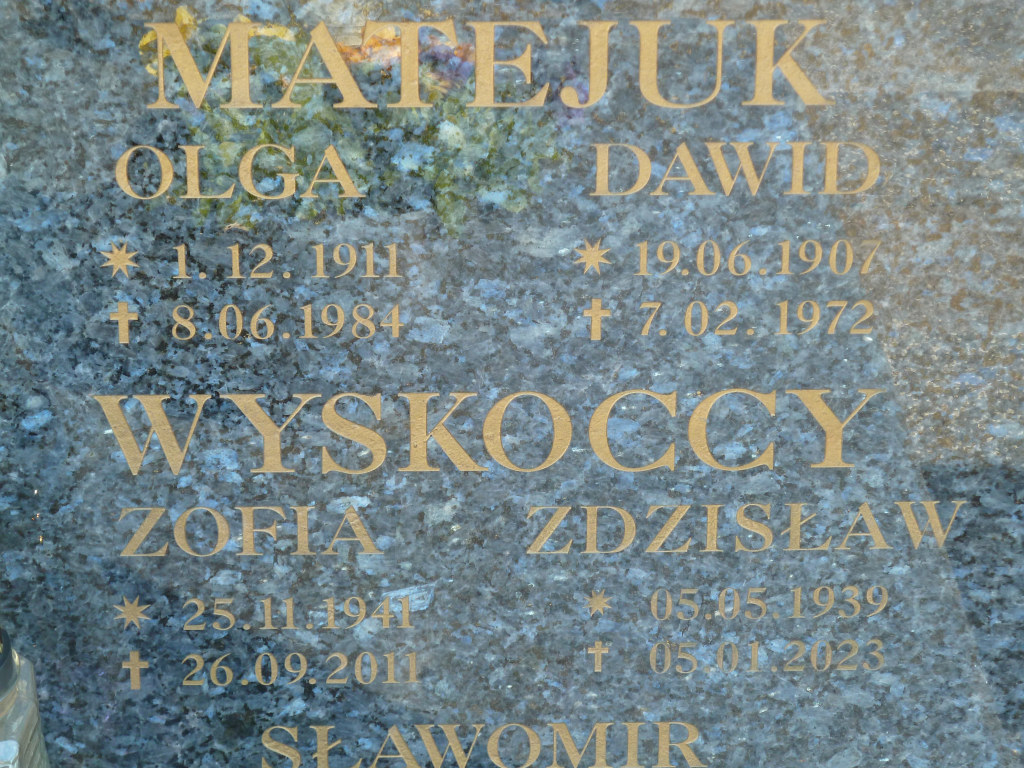 MATEJUK
OLGA DAWID
1.12.1911 19.06.1907
8.06.1984 7.02.1972
WYSKOCCY
ZOFIA ZDZISŁAW
25.11.1941 05.05.1939
26.09.2011 05.01.2023
SŁAWOMIR